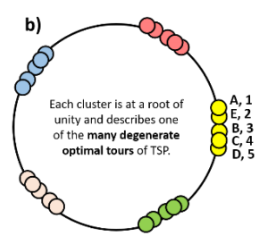 b)
Each cluster is at a root of
unity and describes one
of the many degenerate
optimal tours of TSP.
A, 1
E, 2
B, 3
C, 4
D, 5